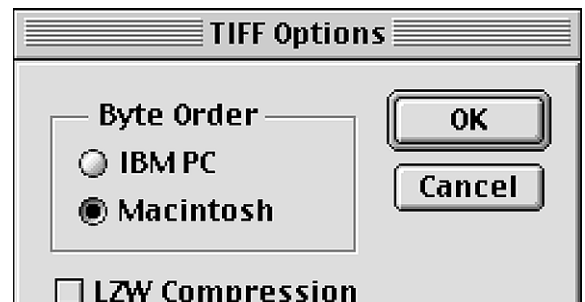 TIFF Options
Byte Order
IBM PC
Macintosh
OK
Cancel
LZW Compression